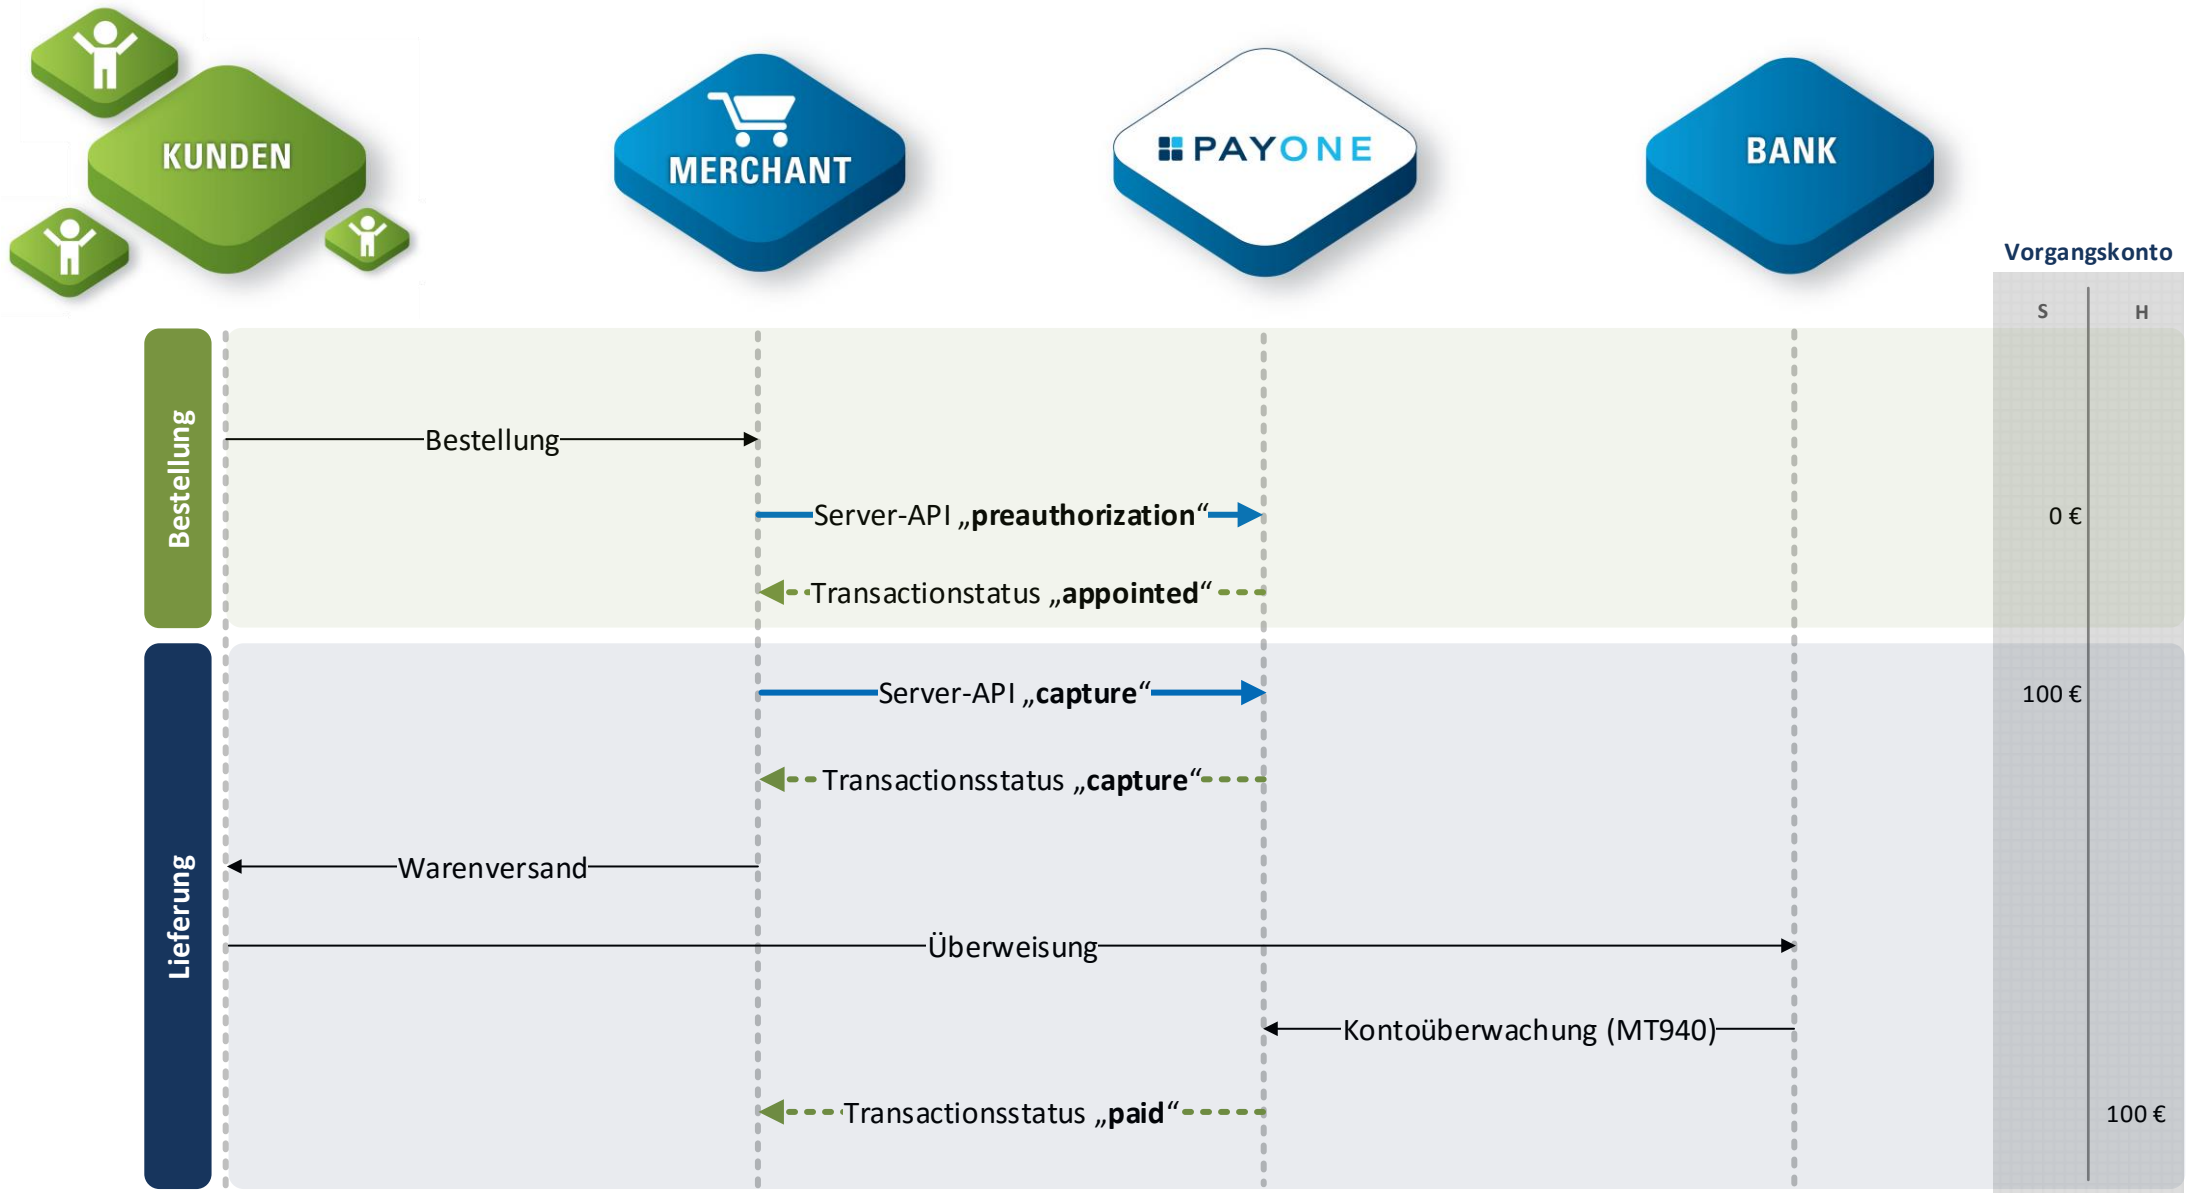 KUNDEN
MERCHANT
PAYONE
BANK
Vorgangskonto
S
H
Bestellung
Bestellung
Server-API „preauthorization“
0 €
Transactionstatus „appointed“
Lieferung
Server-API „capture“
100 €
Transactionsstatus „capture“
Warenversand
Überweisung
Kontoüberwachung (MT940)
Transactionsstatus „paid“
100 €